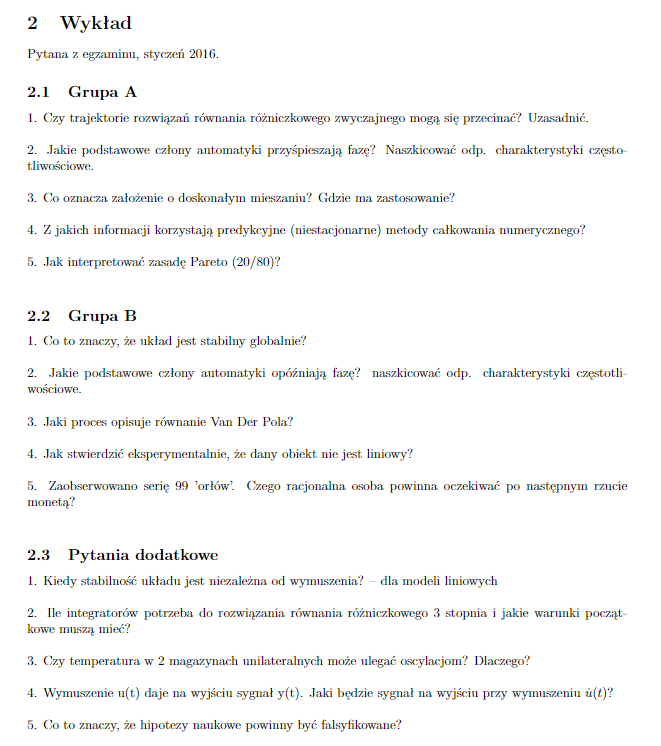 2 Wykład
Pytana z egzaminu, styczeń 2016.
2.1 Grupa A
1. Czy trajektorie rozwiązań równania różniczkowego zwyczajnego mogą się przecinać? Uzasadnić.
2. Jakie podstawowe człony automatyki przyśpieszają fazę? Naszkicować odp. charakterystyki często-
tliwościowe.
3. Co oznacza założenie o doskonałym mieszaniu? Gdzie ma zastosowanie?
4. Z jakich informacji korzystają predykcyjne (niestacjonarne) metody całkowania numerycznego?
5. Jak interpretować zasadę Pareto (20/80)?
2.2 Grupa B
1. Co to znaczy, że układ jest stabilny globalnie?
2. Jakie podstawowe człony automatyki opóźniają fazę? naszkicować odp. charakterystyki częstotli-
wościowe.
3. Jaki proces opisuje równanie Van Der Pola?
4. Jak stwierdzić eksperymentalnie, że dany obiekt nie jest liniowy?
5. Zaobserwowano serię 99 'orłów'. Czego racjonalna osoba powinna oczekiwać po następnym rzucie
monetą?
2.3 Pytania dodatkowe
1. Kiedy stabilność układu jest niezależna od wymuszenia? – dla modeli liniowych
2. Ile integratorów potrzeba do rozwiązania równania różniczkowego 3 stopnia i jakie warunki począt-
kowe muszą mieć?
3. Czy temperatura w 2 magazynach unilateralnych może ulegać oscylacjom? Dlaczego?
4. Wymuszenie u(t) daje na wyjściu sygnał y(t). Jaki będzie sygnał na wyjściu przy wymuszeniu u̇(t)?
5. Co to znaczy, że hipotezy naukowe powinny być falsyfikowane?